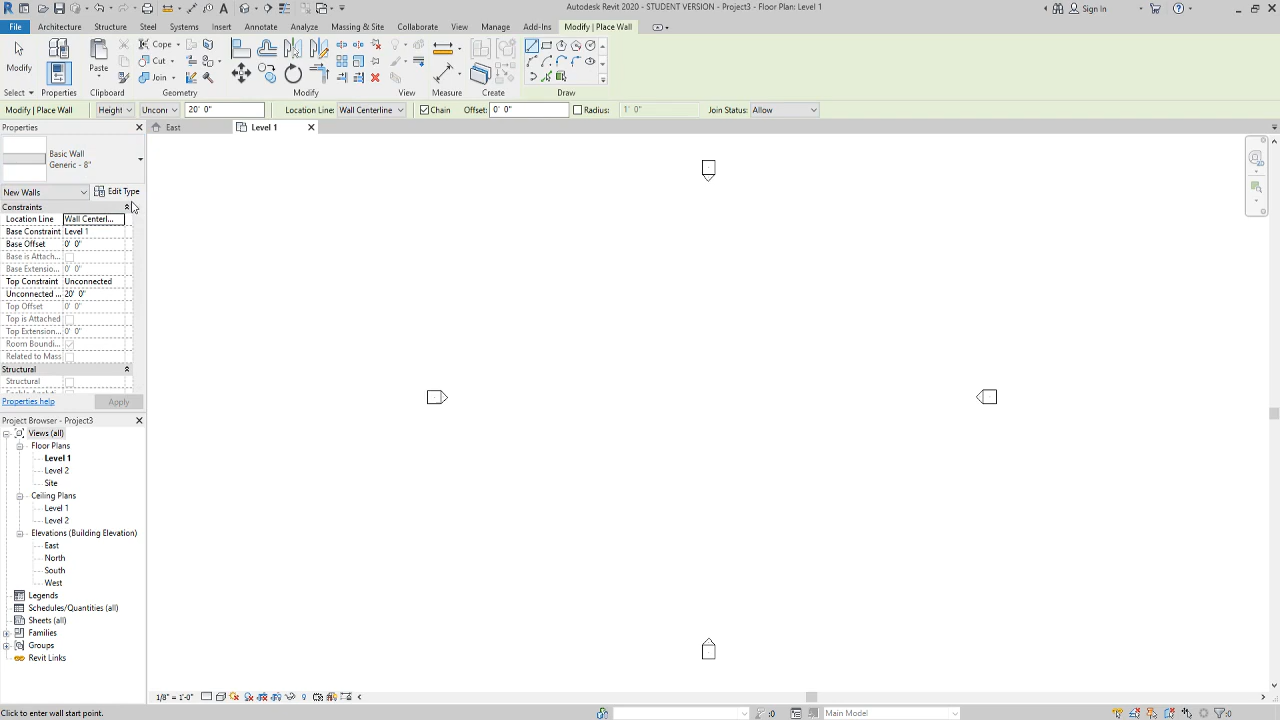 Autodesk Revit 2020 - STUDENT VERSION - Project3 - Floor Plan: Level 1
Sign In
File Architecture Structure Steel Systems Insert Annotate Analyze Massing & Site Collaborate View Manage Add-Ins Modify | Place Wall
Modify
Properties
Paste
Cope
Cut
Join
Select Properties Clipboard Geometry Modify View Measure Create Draw
Modify | Place Wall Height Uncon 20' 0" Location Line: Wall Centerline Chain Offset: 0' 0" Radius: 1' 0" Join Status: Allow
Properties
East
Level 1
Basic Wall
Generic - 8"
New Walls Edit Type
Constraints
Location Line Wall Centerl...
Base Constraint Level 1
Base Offset 0' 0"
Base is Attach...
Base Extensio... 0' 0"
Top Constraint Unconnected
Unconnected ... 20' 0"
Top Offset 0' 0"
Top is Attached
Top Extension... 0' 0"
Room Boundi...
Related to Mass
Structural
Structural
Properties help Apply
Project Browser - Project3
Views (all)
Floor Plans
Level 1
Level 2
Site
Ceiling Plans
Level 1
Level 2
Elevations (Building Elevation)
East
North
South
West
Legends
Schedules/Quantities (all)
Sheets (all)
Families
Groups
Revit Links
1/8" = 1'-0"
Click to enter wall start point.
:0
Main Model
:0